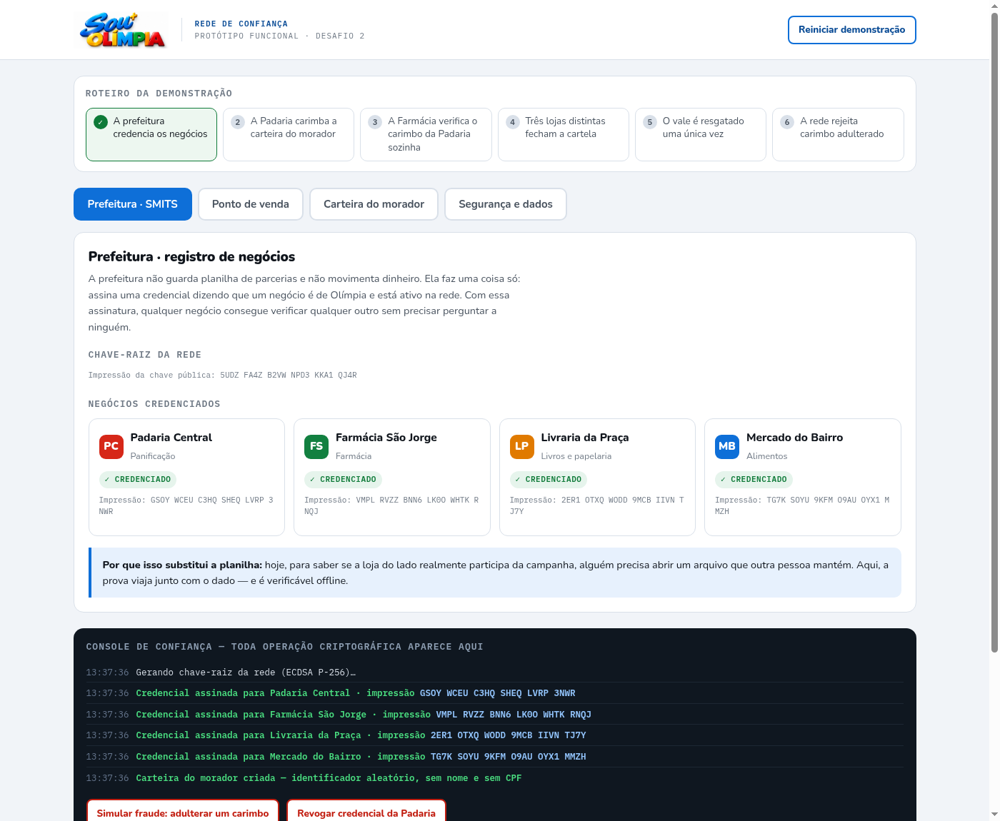 Sou
OLÍMPIA
REDE DE CONFIANÇA
PROTÓTIPO FUNCIONAL · DESAFIO 2
Reiniciar demonstração
ROTEIRO DA DEMONSTRAÇÃO
✓ A prefeitura
credencia os negócios
2 A Padaria carimba a
carteira do morador
3 A Farmácia verifica o
carimbo da Padaria
sozinha
4 Três lojas distintas
fecham a cartela
5 O vale é resgatado
uma única vez
6 A rede rejeita
carimbo adulterado
Prefeitura · SMITS
Ponto de venda
Carteira do morador
Segurança e dados
Prefeitura · registro de negócios
A prefeitura não guarda planilha de parcerias e não movimenta dinheiro. Ela faz uma coisa só:
assina uma credencial dizendo que um negócio é de Olímpia e está ativo na rede. Com essa
assinatura, qualquer negócio consegue verificar qualquer outro sem precisar perguntar a
ninguém.
CHAVE-RAIZ DA REDE
Impressão da chave pública: 5UDZ FA4Z B2VW NPD3 KKA1 QJ4R
NEGÓCIOS CREDENCIADOS
PC Padaria Central
Panificação
✓ CREDENCIADO
Impressão: GSOY WCEU C3HQ SHEQ LVRP 3
NWR
FS Farmácia São Jorge
Farmácia
✓ CREDENCIADO
Impressão: VMPL RVZZ BNN6 LK0O WHTK R
NQJ
LP Livraria da Praça
Livros e papelaria
✓ CREDENCIADO
Impressão: 2ER1 OTXQ WODD 9MCB IIVN T
J7Y
MB Mercado do Bairro
Alimentos
✓ CREDENCIADO
Impressão: TG7K SOYU 9KFM O9AU OYX1 M
MZH
Por que isso substitui a planilha: hoje, para saber se a loja do lado realmente participa da campanha, alguém precisa abrir um arquivo que outra pessoa mantém. Aqui, a
prova viaja junto com o dado — e é verificável offline.
CONSOLE DE CONFIANÇA — TODA OPERAÇÃO CRIPTOGRÁFICA APARECE AQUI
13:37:36 Gerando chave-raiz da rede (ECDSA P-256)…
13:37:36 Credencial assinada para Padaria Central · impressão GSOY WCEU C3HQ SHEQ LVRP 3NWR
13:37:36 Credencial assinada para Farmácia São Jorge · impressão VMPL RVZZ BNN6 LK0O WHTK RNQJ
13:37:36 Credencial assinada para Livraria da Praça · impressão 2ER1 OTXQ WODD 9MCB IIVN TJ7Y
13:37:36 Credencial assinada para Mercado do Bairro · impressão TG7K SOYU 9KFM O9AU OYX1 MMZH
13:37:36 Carteira do morador criada — identificador aleatório, sem nome e sem CPF
Simular fraude: adulterar um carimbo
Revogar credencial da Padaria